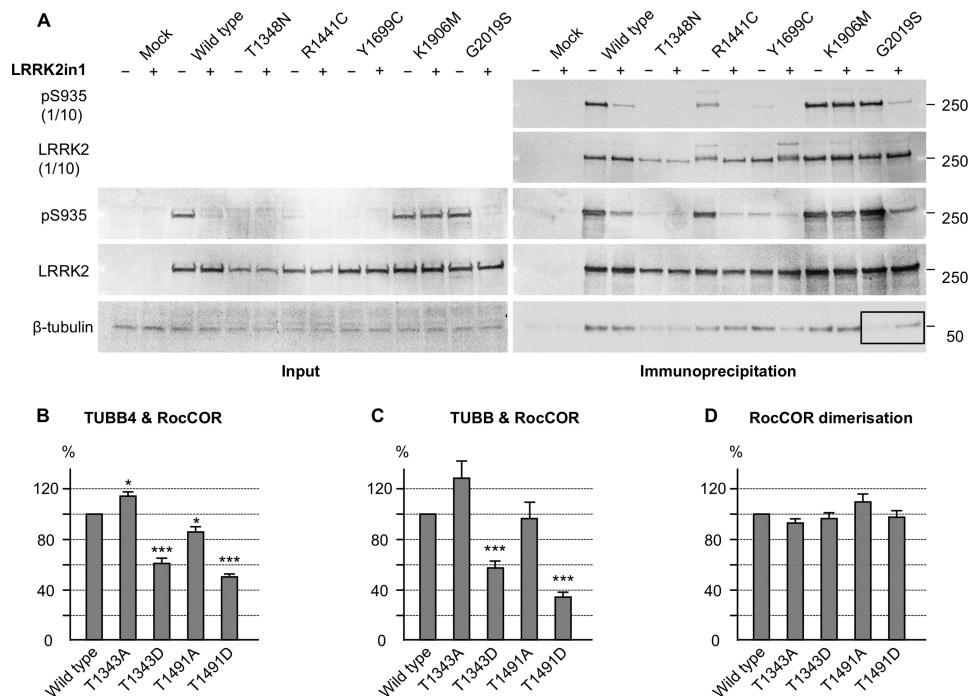 A
Mock Wild type T1348N R1441C Y1699C K1906M G2019S Mock Wild type T1348N R1441C Y1699C K1906M G2019S
LRRK2in1 – + – + – + – + – + – + – + – + – + – + – + – + – + – +
pS935
(1/10)
250
LRRK2
(1/10)
250
pS935
250
LRRK2
250
β-tubulin
50
Input Immunoprecipitation
B TUBB4 & RocCOR
%
120
80
40
0
* *** * ***
Wild type T1343A T1343D T1491A T1491D
C TUBB & RocCOR
%
120
80
40
0
*** ***
Wild type T1343A T1343D T1491A T1491D
D RocCOR dimerisation
%
120
80
40
0
Wild type T1343A T1343D T1491A T1491D